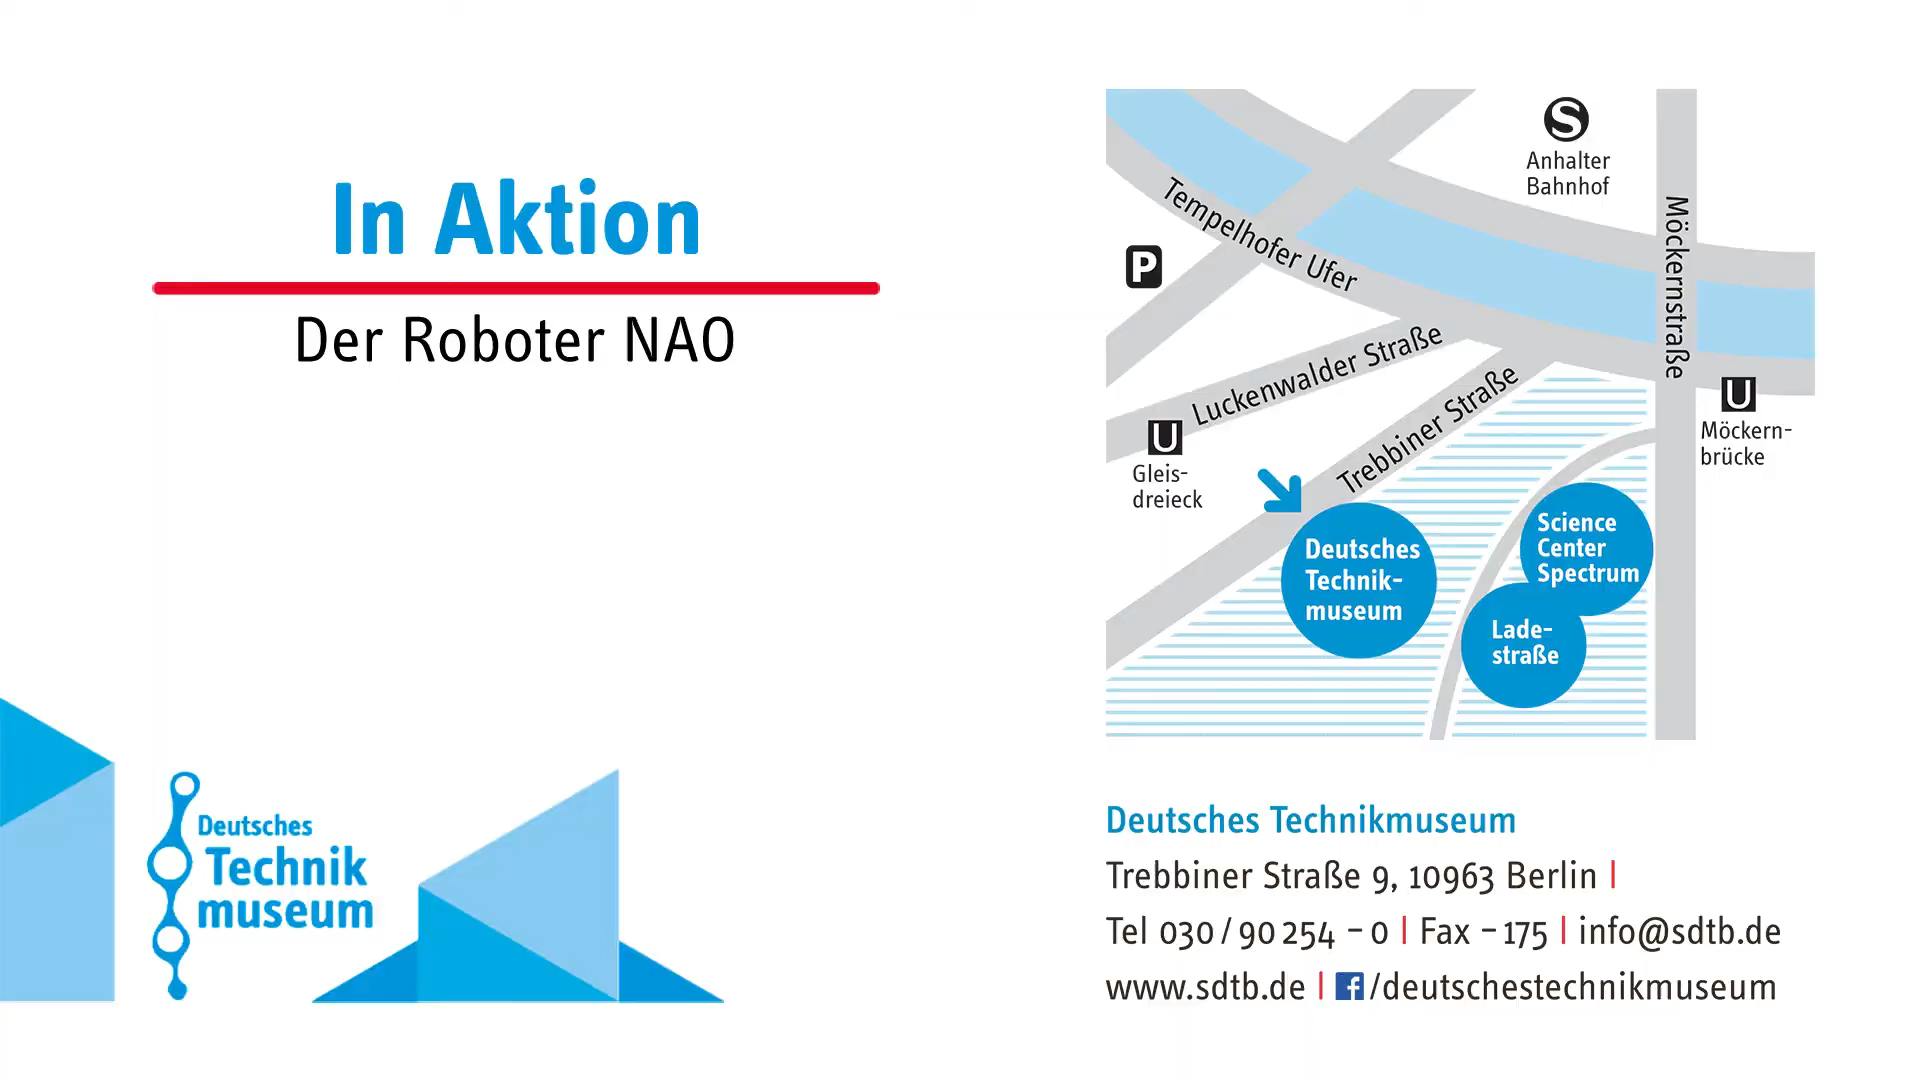 In Aktion
Der Roboter NAO
Deutsches
Technik
museum
S
Anhalter
Bahnhof
Möckernstraße
Tempelhofer Ufer
P
Luckenwalder Straße
Trebbiner Straße
U
Gleis-
dreieck
U
Möckern-
brücke
Deutsches
Technik-
museum
Science
Center
Spectrum
Lade-
straße
Deutsches Technikmuseum
Trebbiner Straße 9, 10963 Berlin |
Tel 030 / 90 254 – 0 | Fax – 175 | info@sdtb.de
www.sdtb.de | f /deutschestechnikmuseum